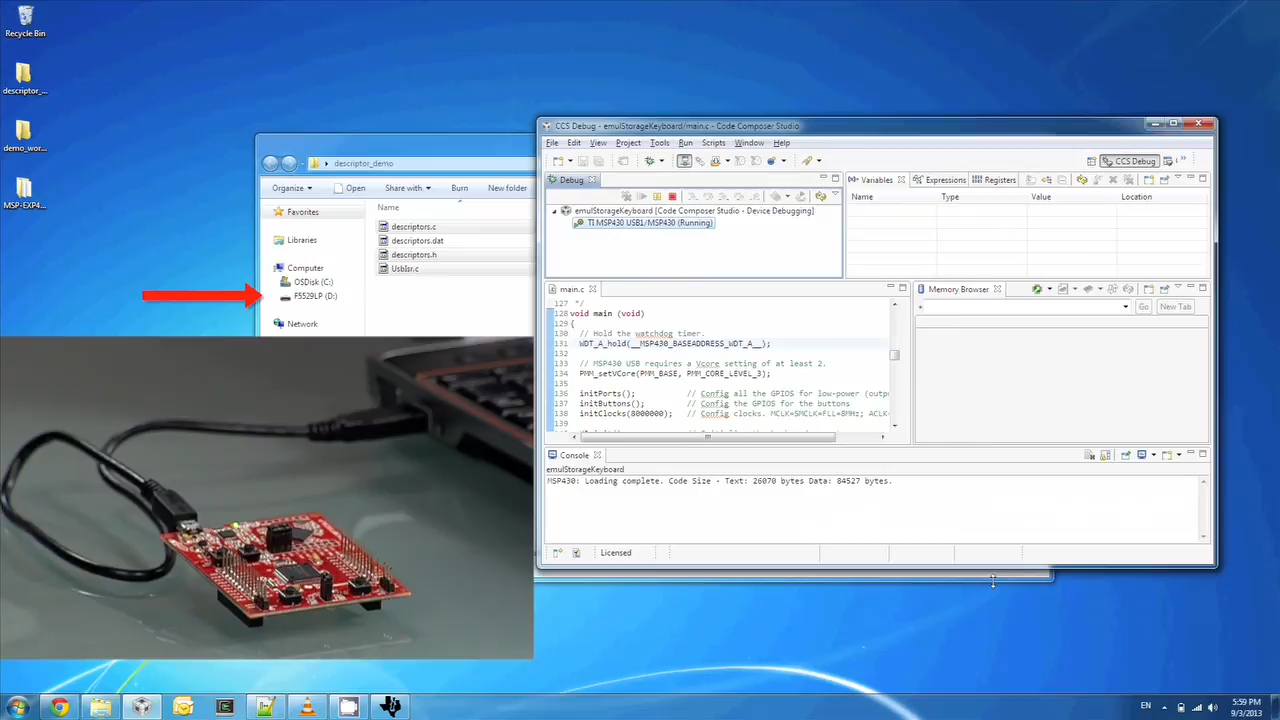 Recycle Bin
descriptor_...
demo_wor...
MSP-EXP4...
descriptor_demo
Organize
Open
Share with
Burn
New folder
Favorites
Libraries
Computer
OSDisk (C:)
F5529LP (D:)
Network
Name
descriptors.c
descriptors.dat
descriptors.h
UsbIsr.c
CCS Debug - emulStorageKeyboard/main.c - Code Composer Studio
File Edit View Project Tools Run Scripts Window Help
CCS Debug
Debug
emulStorageKeyboard [Code Composer Studio - Device Debugging]
TI MSP430 USB1/MSP430 (Running)
Variables Expressions Registers
Name Type Value Location
main.c
127 */
128 void main (void)
129 {
130 // Hold the watchdog timer.
131 WDT_A_hold(__MSP430_BASEADDRESS_WDT_A__);
132
133 // MSP430 USB requires a Vcore setting of at least 2.
134 PMM_setVCore(PMM_BASE, PMM_CORE_LEVEL_3);
135
136 initPorts(); // Config all the GPIOS for low-power (outp
137 initButtons(); // Config the GPIOS for the buttons
138 initClocks(8000000); // Config clocks. MCLK=SMCLK=FLL=8MHz; ACLK
Memory Browser
Go New Tab
Console
emulStorageKeyboard
MSP430: Loading complete. Code Size - Text: 26070 bytes Data: 84527 bytes.
Licensed
EN
5:59 PM
9/3/2013